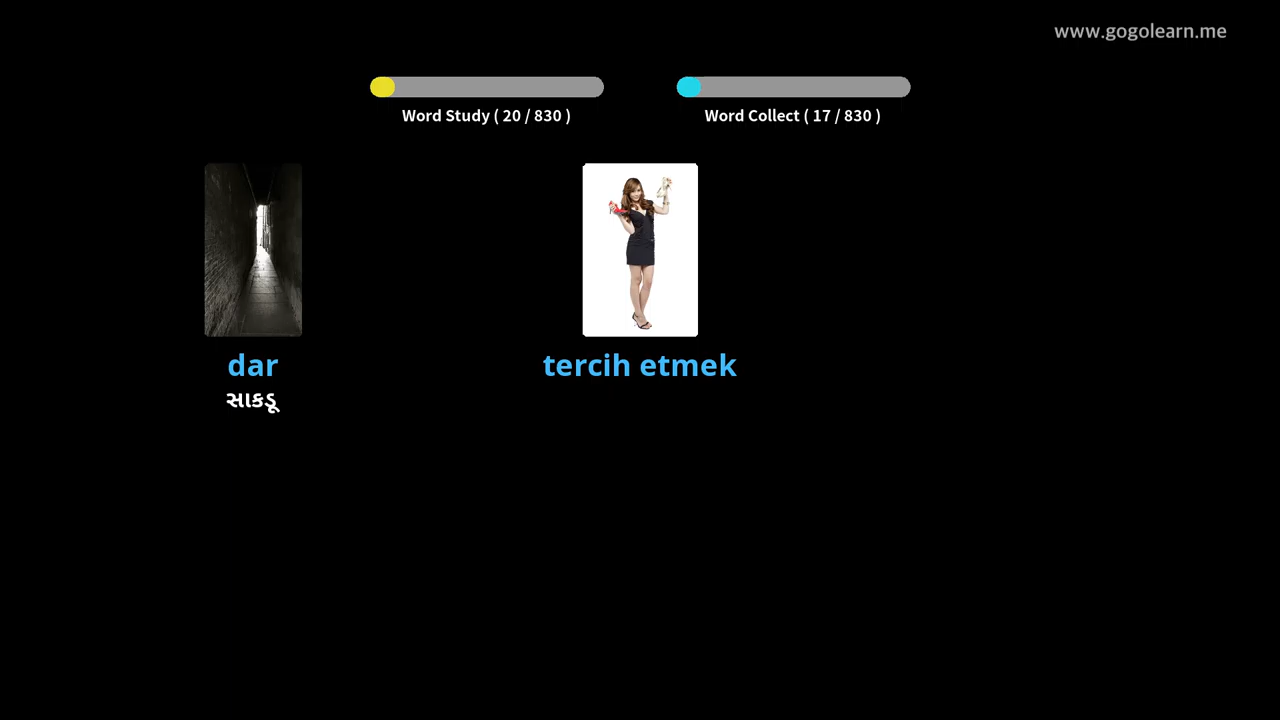 www.gogolearn.me
Word Study ( 20 / 830 )
Word Collect ( 17 / 830 )
dar
tercih etmek
સાકડૂ